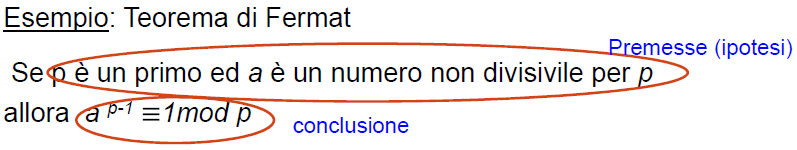 Esempio: Teorema di Fermat
Premesse (ipotesi)
Se p è un primo ed a è un numero non divisivile per p
allora a p-1 ≡1mod p
conclusione